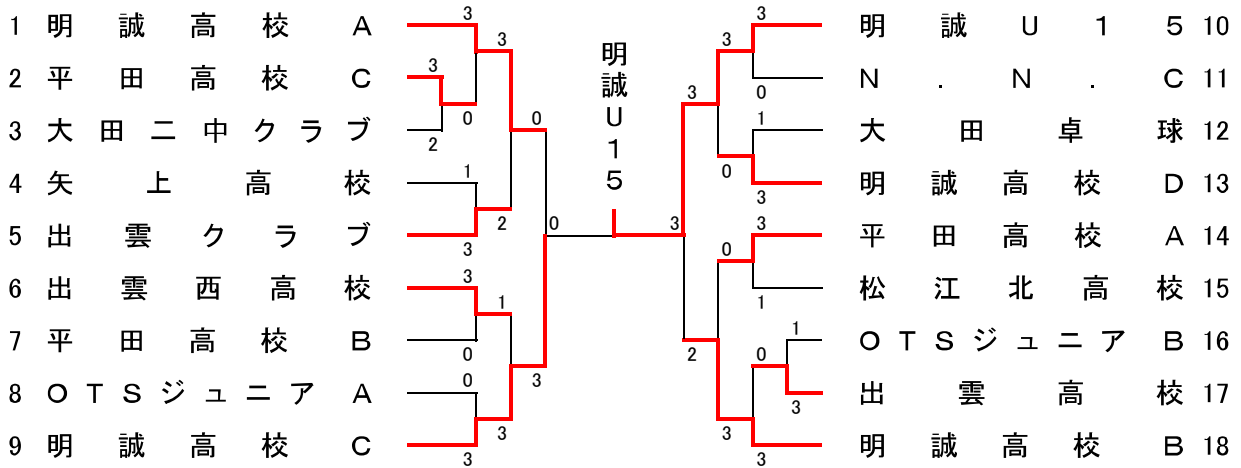 1 明誠高校A
2 平田高校C
3 大田二中クラブ
4 矢上高校
5 出雲クラブ
6 出雲西高校
7 平田高校B
8 OTSジュニアA
9 明誠高校C
3
3
0
2
3
0
1
3
2
3
0
1
0
3
0
3
3
0
明誠U15
3
3
3
0
1
0
3
3
0
3
1
2
0
1
3
3
3
明誠U15 10
N.N.C 11
大田卓球 12
明誠高校D 13
平田高校A 14
松江北高校 15
OTSジュニアB 16
出雲高校 17
明誠高校B 18